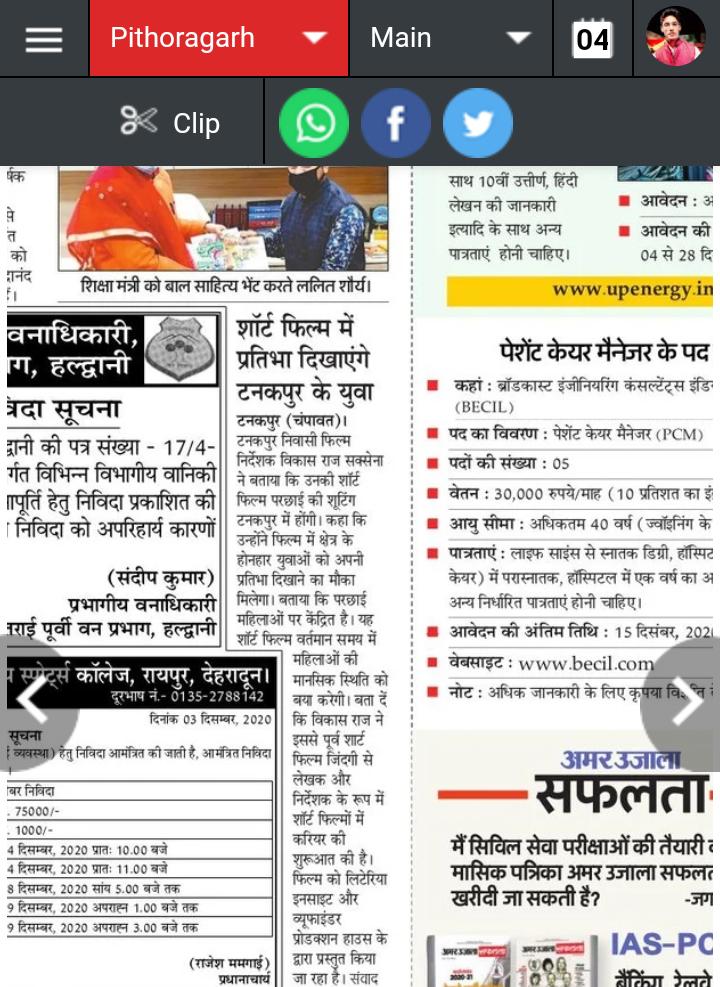 Pithoragarh
Main
04
Clip
र्षक
से
त
को
ानंद
शिक्षा मंत्री को बाल साहित्य भेंट करते ललित शौर्य।
वनाधिकारी,
ाग, हल्द्वानी
विदा सूचना
द्वानी की पत्र संख्या - 17/4-
र्गत विभिन्न विभागीय वानिकी
ापूर्ति हेतु निविदा प्रकाशित की
निविदा को अपरिहार्य कारणों
(संदीप कुमार)
प्रभागीय वनाधिकारी
तराई पूर्वी वन प्रभाग, हल्द्वानी
स्पोर्ट्स कॉलेज, रायपुर, देहरादून।
दूरभाष नं.- 0135-2788142
दिनांक 03 दिसम्बर, 2020
सूचना
व्यवस्था) हेतु निविदा आमंत्रित की जाती है, आमंत्रित निविदा
निविदा
. 75000/-
. 1000/-
4 दिसम्बर, 2020 प्रातः 10.00 बजे
4 दिसम्बर, 2020 प्रातः 11.00 बजे
8 दिसम्बर, 2020 सांय 5.00 बजे तक
9 दिसम्बर, 2020 अपराह्न 1.00 बजे तक
9 दिसम्बर, 2020 अपराह्न 3.00 बजे तक
(राजेश ममगाई)
प्रधानाचार्य
शॉर्ट फिल्म में
प्रतिभा दिखाएंगे
टनकपुर के युवा
टनकपुर (चंपावत)।
टनकपुर निवासी फिल्म
निर्देशक विकास राज सक्सेना
ने बताया कि उनकी शॉर्ट
फिल्म परछाई की शूटिंग
टनकपुर में होंगी। कहा कि
उन्होंने फिल्म में क्षेत्र के
होनहार युवाओं को अपनी
प्रतिभा दिखाने का मौका
मिलेगा। बताया कि परछाई
महिलाओं पर केंद्रित है। यह
शॉर्ट फिल्म वर्तमान समय में
महिलाओं की
मानसिक स्थिति को
बया करेगी। बता दें
कि विकास राज ने
इससे पूर्व शार्ट
फिल्म जिंदगी से
लेखक और
निर्देशक के रूप में
शॉर्ट फिल्मों में
करियर की
शुरूआत की है।
फिल्म को लिटेरिया
इनसाइट और
व्यूफाइंडर
प्रोडक्शन हाउस के
द्वारा प्रस्तुत किया
जा रहा है। संवाद
साथ 10वीं उत्तीर्ण, हिंदी
लेखन की जानकारी
इत्यादि के साथ अन्य
पात्रताएं होनी चाहिए।
आवेदन : अ
आवेदन की
04 से 28 दि
www.upenergy.in
पेशेंट केयर मैनेजर के पद
कहां : ब्रॉडकास्ट इंजीनियरिंग कंसल्टेंट्स इंडि
(BECIL)
पद का विवरण : पेशेंट केयर मैनेजर (PCM)
पदों की संख्या : 05
वेतन : 30,000 रुपये/माह (10 प्रतिशत का इं
आयु सीमा : अधिकतम 40 वर्ष (ज्वॉइनिंग के
पात्रताएं : लाइफ साइंस से स्नातक डिग्री, हॉस्पिट
केयर) में परास्नातक, हॉस्पिटल में एक वर्ष का अ
अन्य निर्धारित पात्रताएं होनी चाहिए।
आवेदन की अंतिम तिथि : 15 दिसंबर, 202
वेबसाइट : www.becil.com
नोट : अधिक जानकारी के लिए कृपया
अमर उजाला
सफलता
मैं सिविल सेवा परीक्षाओं की तैयारी
मासिक पत्रिका अमर उजाला सफलत
खरीदी जा सकती है?
-जग
IAS-PC
बैंकिंग, रेलवे